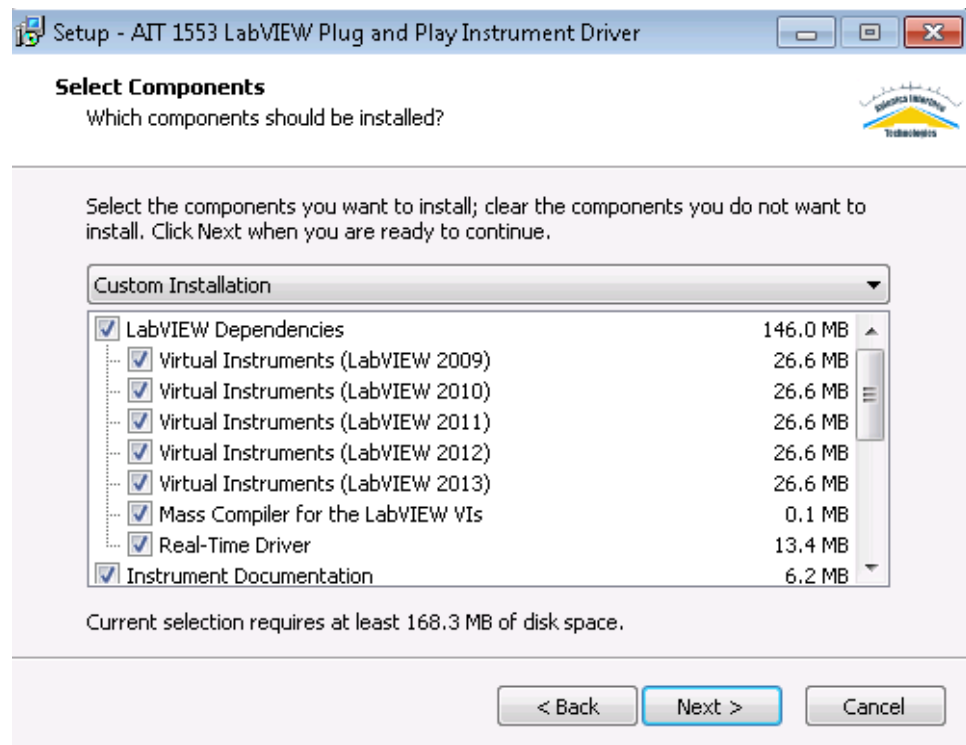 Setup - AIT 1553 LabVIEW Plug and Play Instrument Driver
Select Components
Which components should be installed?
Avionics Interface
Technologies
Select the components you want to install; clear the components you do not want to
install. Click Next when you are ready to continue.
Custom Installation
LabVIEW Dependencies 146.0 MB
Virtual Instruments (LabVIEW 2009) 26.6 MB
Virtual Instruments (LabVIEW 2010) 26.6 MB
Virtual Instruments (LabVIEW 2011) 26.6 MB
Virtual Instruments (LabVIEW 2012) 26.6 MB
Virtual Instruments (LabVIEW 2013) 26.6 MB
Mass Compiler for the LabVIEW VIs 0.1 MB
Real-Time Driver 13.4 MB
Instrument Documentation 6.2 MB
Current selection requires at least 168.3 MB of disk space.
< Back Next > Cancel